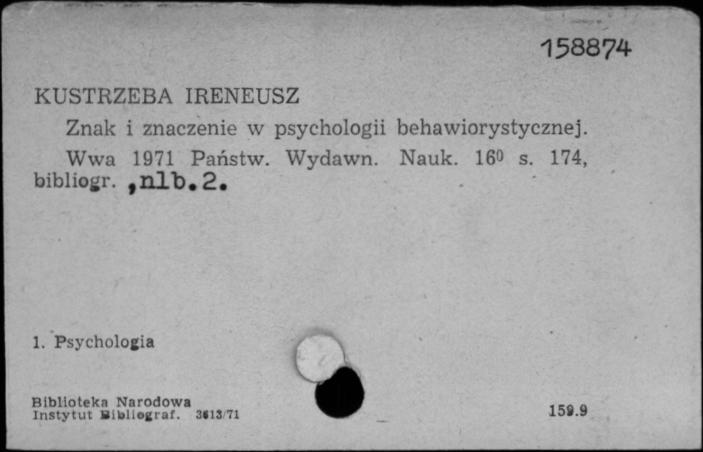 158874
KUSTRZEBA IRENEUSZ
Znak i znaczenie w psychologii behawiorystycznej.
Wwa 1971 Państw. Wydawn. Nauk. 16⁰ s. 174,
bibliogr. ,nlb.2.
1. Psychologia
Biblioteka Narodowa
Instytut Bibliograf. 3613/71
159.9